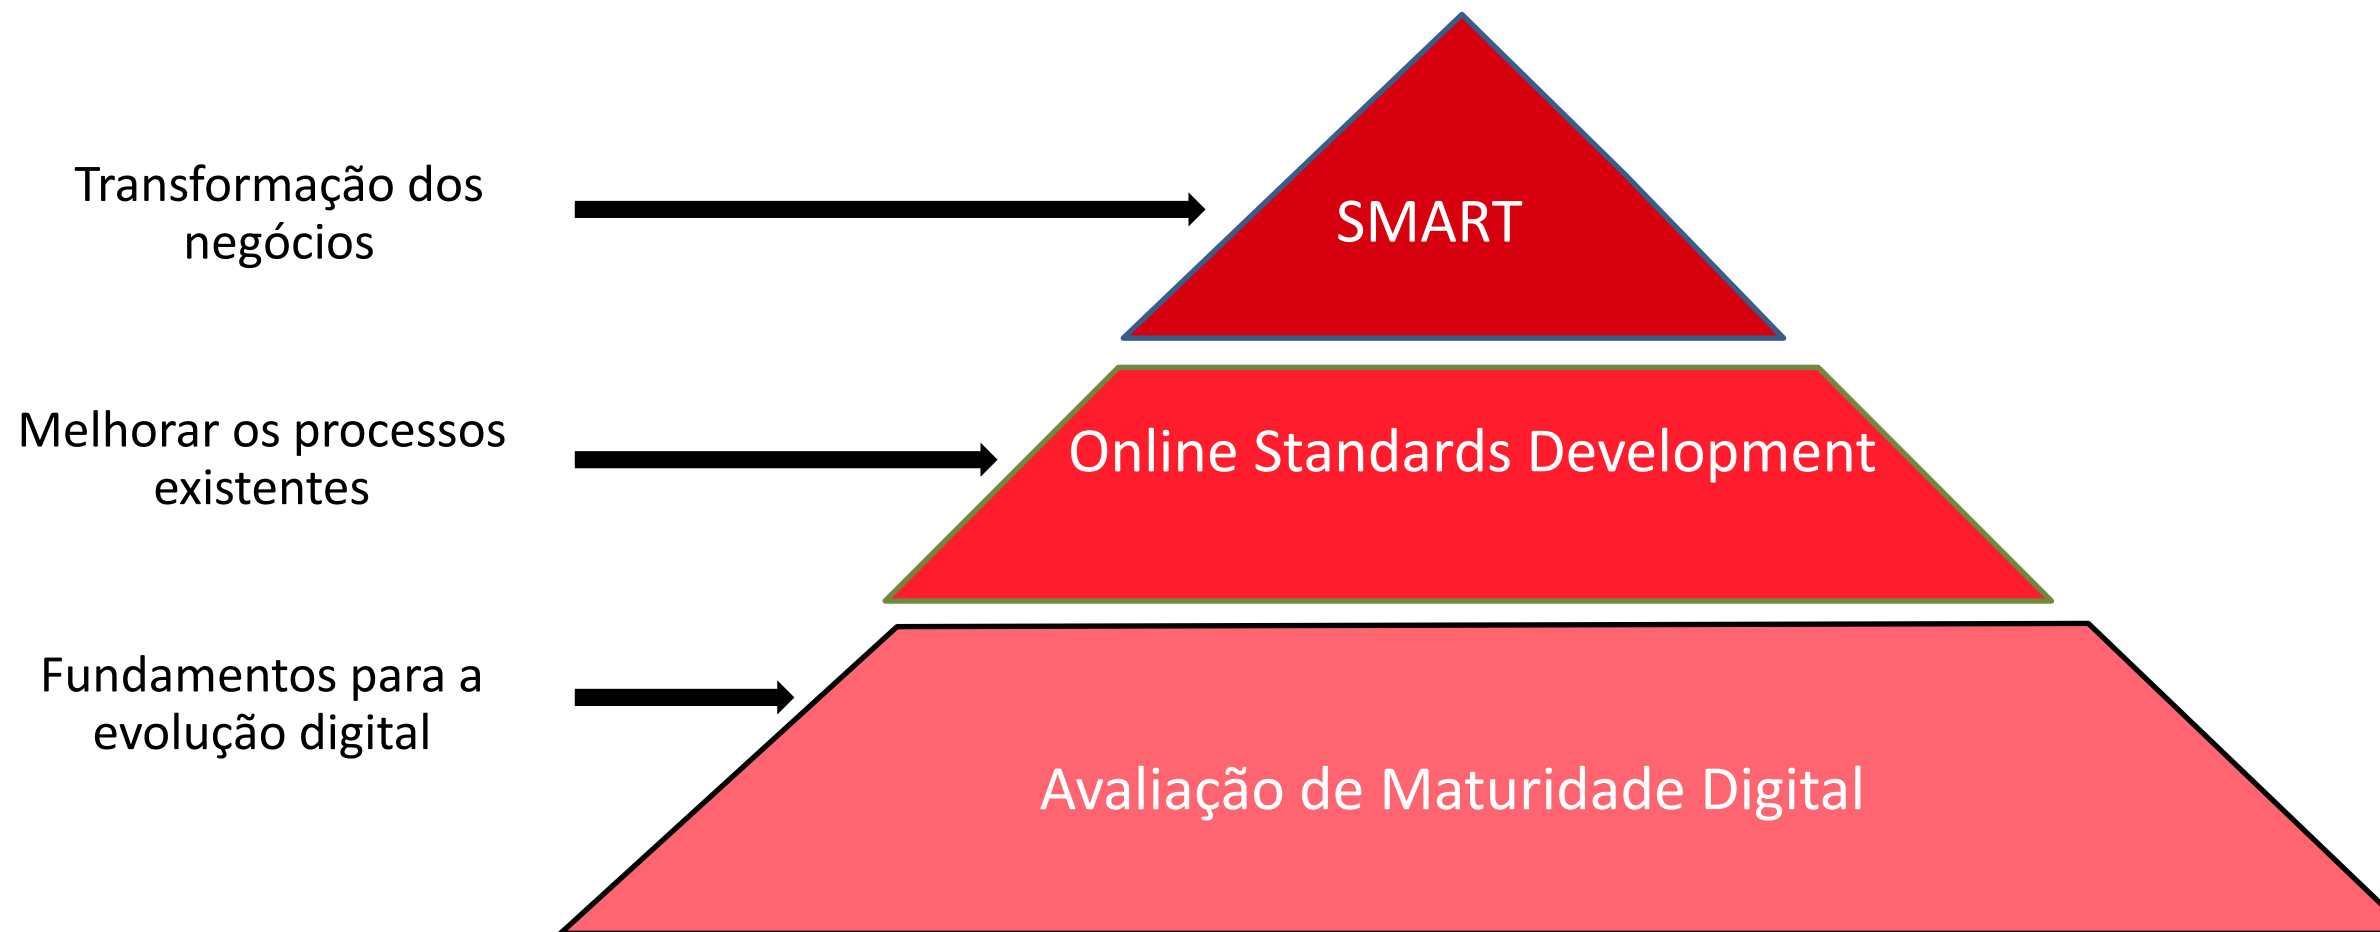 Transformação dos
negócios
SMART
Melhorar os processos
existentes
Online Standards Development
Fundamentos para a
evolução digital
Avaliação de Maturidade Digital